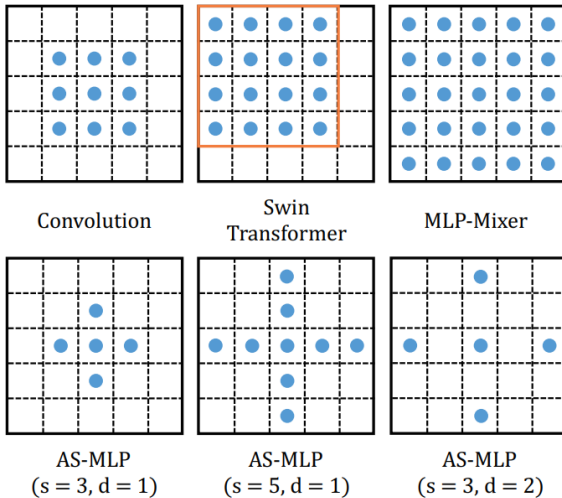 Convolution
Swin
Transformer
MLP-Mixer
AS-MLP
(s = 3, d = 1)
AS-MLP
(s = 5, d = 1)
AS-MLP
(s = 3, d = 2)